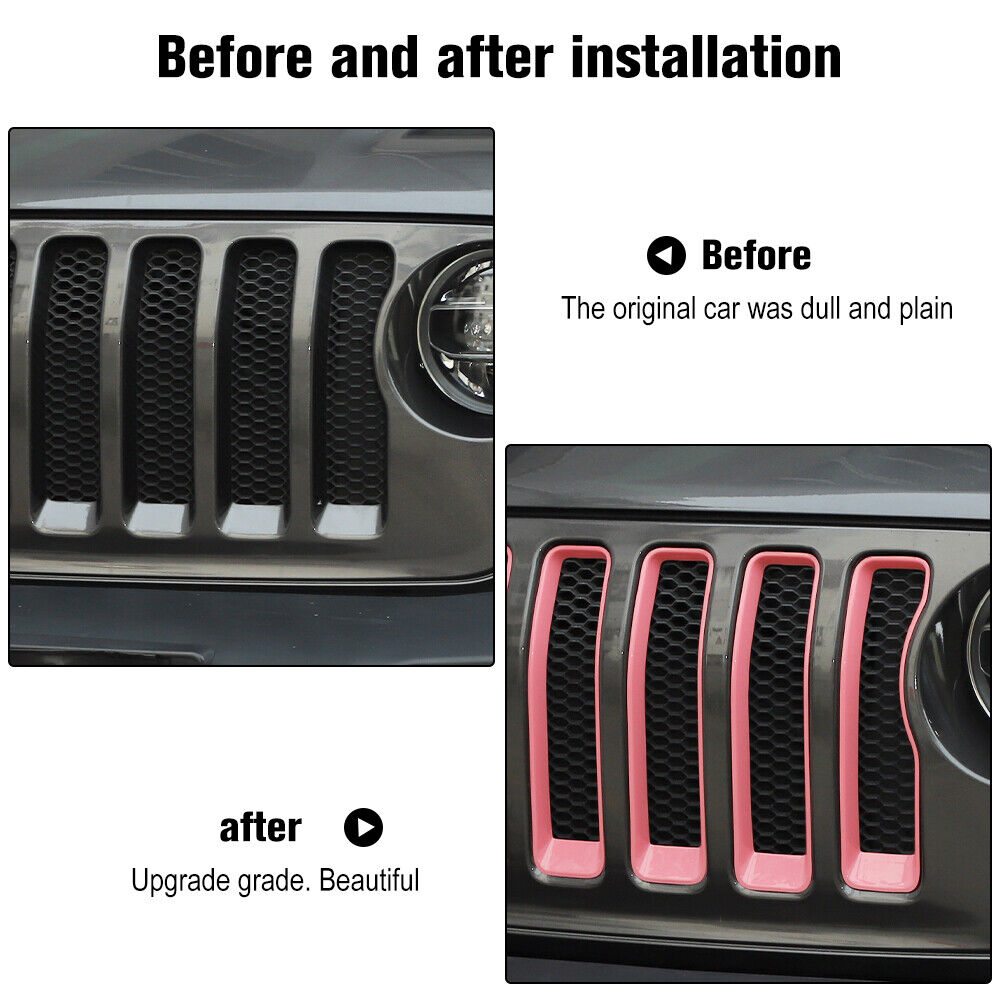 Before and after installation
Before
The original car was dull and plain
after
Upgrade grade. Beautiful